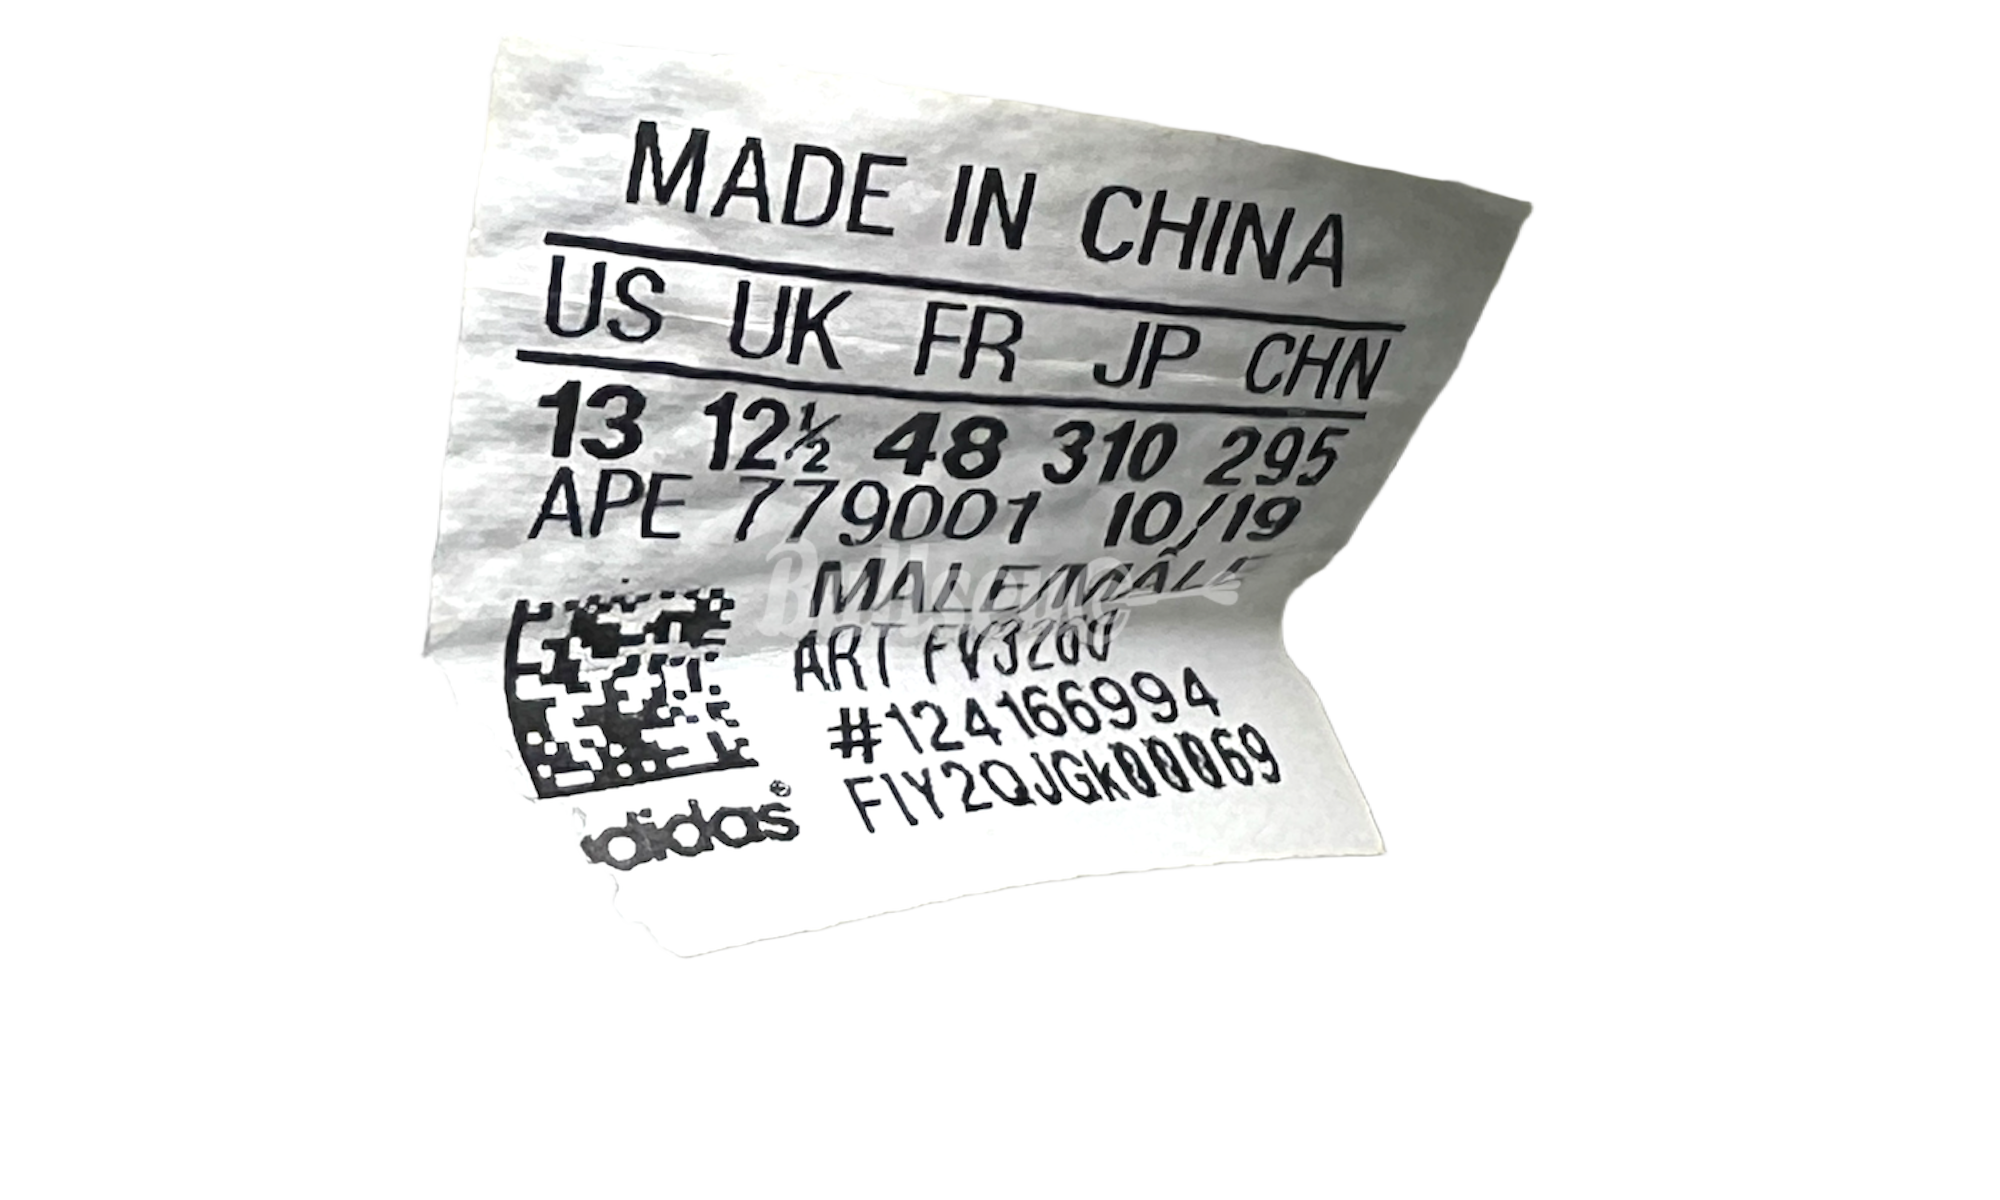 MADE IN CHINA
US UK FR JP CHN
13 12½ 48 310 295
APE 779001 10/19
MALE/MÂLE
ART FV3260
#124166994
F1Y2QJGK00069
adidas®